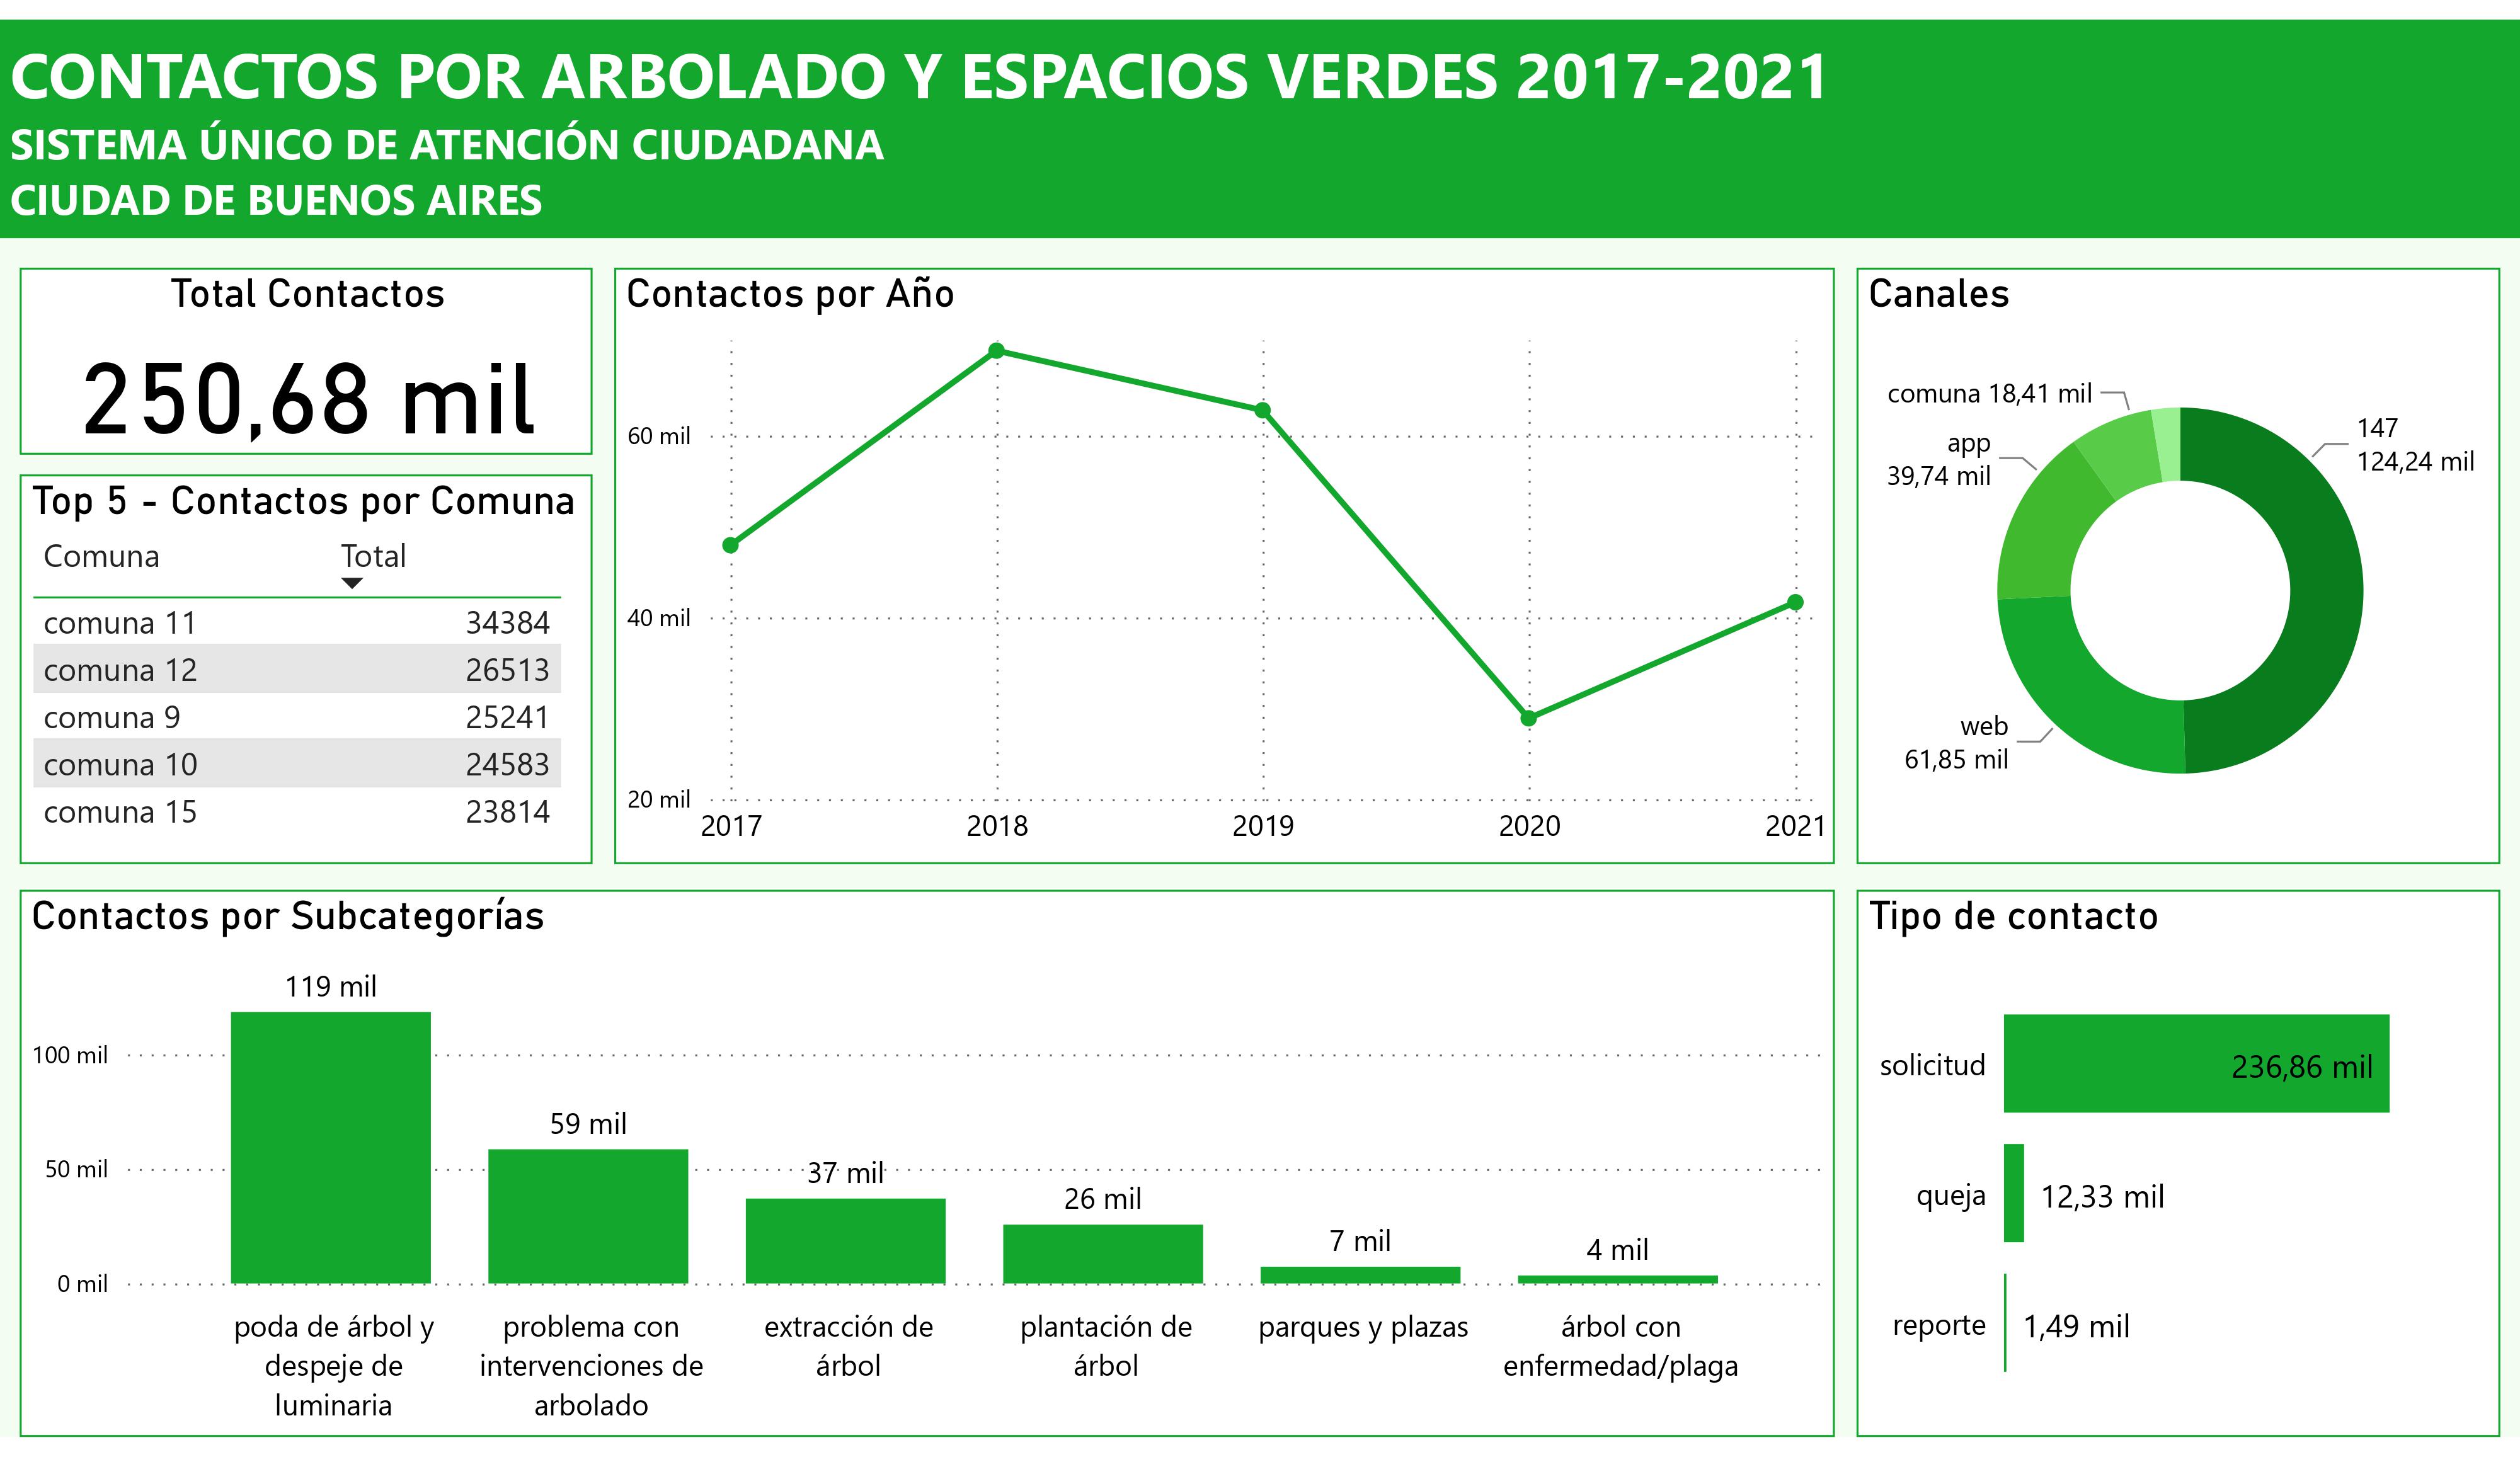 CONTACTOS POR ARBOLADO Y ESPACIOS VERDES 2017-2021
SISTEMA ÚNICO DE ATENCIÓN CIUDADANA
CIUDAD DE BUENOS AIRES
Total Contactos
250,68 mil
Top 5 - Contactos por Comuna
Comuna Total
comuna 11 34384
comuna 12 26513
comuna 9 25241
comuna 10 24583
comuna 15 23814
Contactos por Año
60 mil
40 mil
20 mil
2017 2018 2019 2020 2021
Canales
comuna 18,41 mil
app
39,74 mil
147
124,24 mil
web
61,85 mil
Contactos por Subcategorías
100 mil
50 mil
0 mil
119 mil
59 mil
37 mil
26 mil
7 mil
4 mil
poda de árbol y
despeje de
luminaria
problema con
intervenciones de
arbolado
extracción de
árbol
plantación de
árbol
parques y plazas
árbol con
enfermedad/plaga
Tipo de contacto
solicitud 236,86 mil
queja 12,33 mil
reporte 1,49 mil